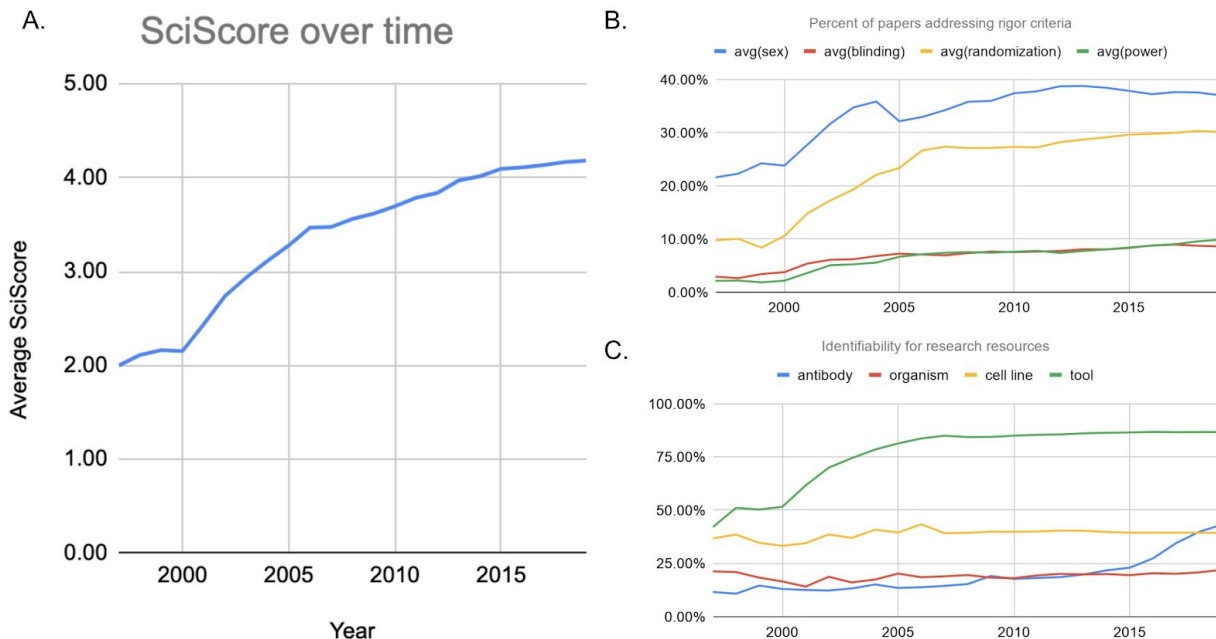 A.
SciScore over time
5.00
4.00
3.00
2.00
1.00
0.00
2000 2005 2010 2015
Average SciScore
Year
B.
Percent of papers addressing rigor criteria
avg(sex) avg(blinding) avg(randomization) avg(power)
40.00%
30.00%
20.00%
10.00%
0.00%
2000 2005 2010 2015
C.
Identifiability for research resources
antibody organism cell line tool
100.00%
75.00%
50.00%
25.00%
0.00%
2000 2005 2010 2015